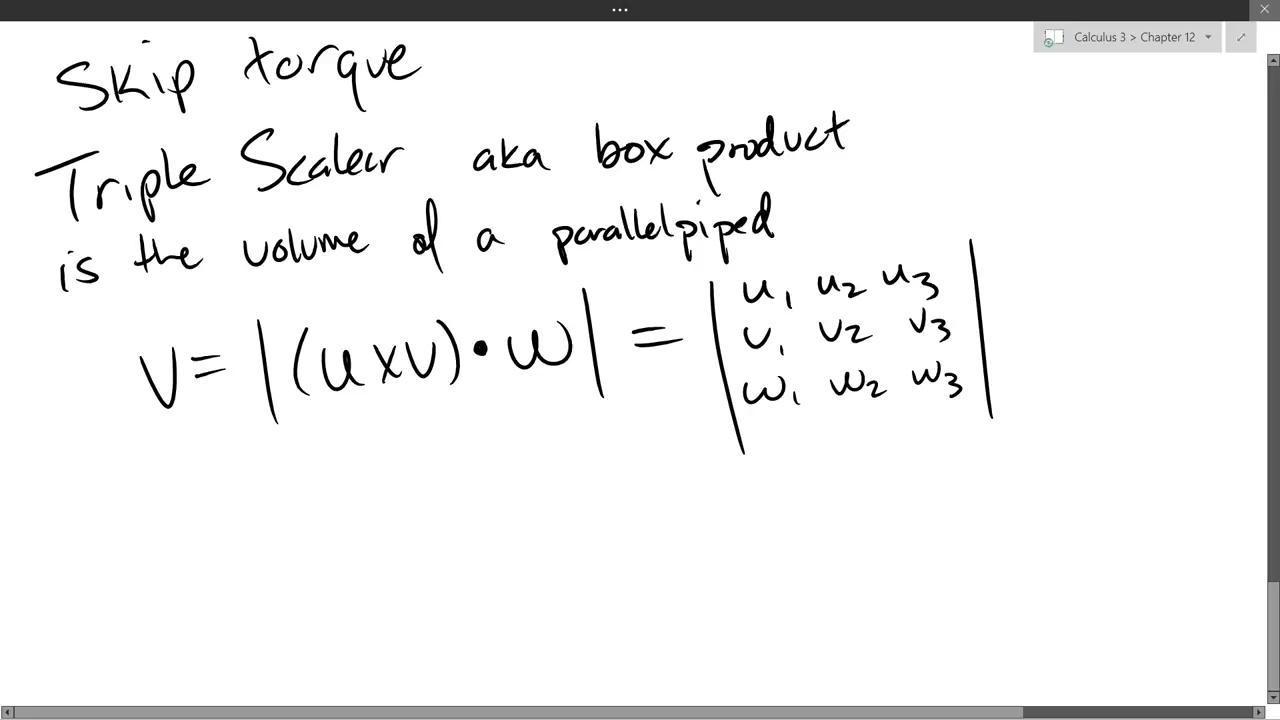 Calculus 3 > Chapter 12
Skip torque
Triple Scalar aka box product
is the volume of a parallelpiped
V = |(u x v) • w| = | u1 u2 u3 |
| v1 v2 v3 |
| w1 w2 w3 |